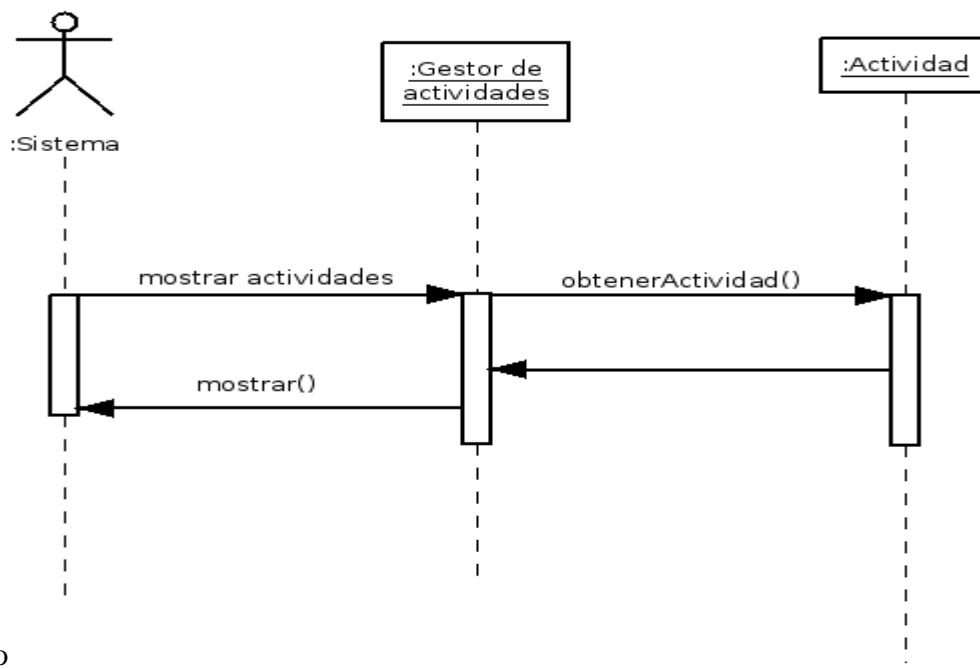 :Sistema
:Gestor de
actividades
:Actividad
mostrar actividades
obtenerActividad()
mostrar()
o